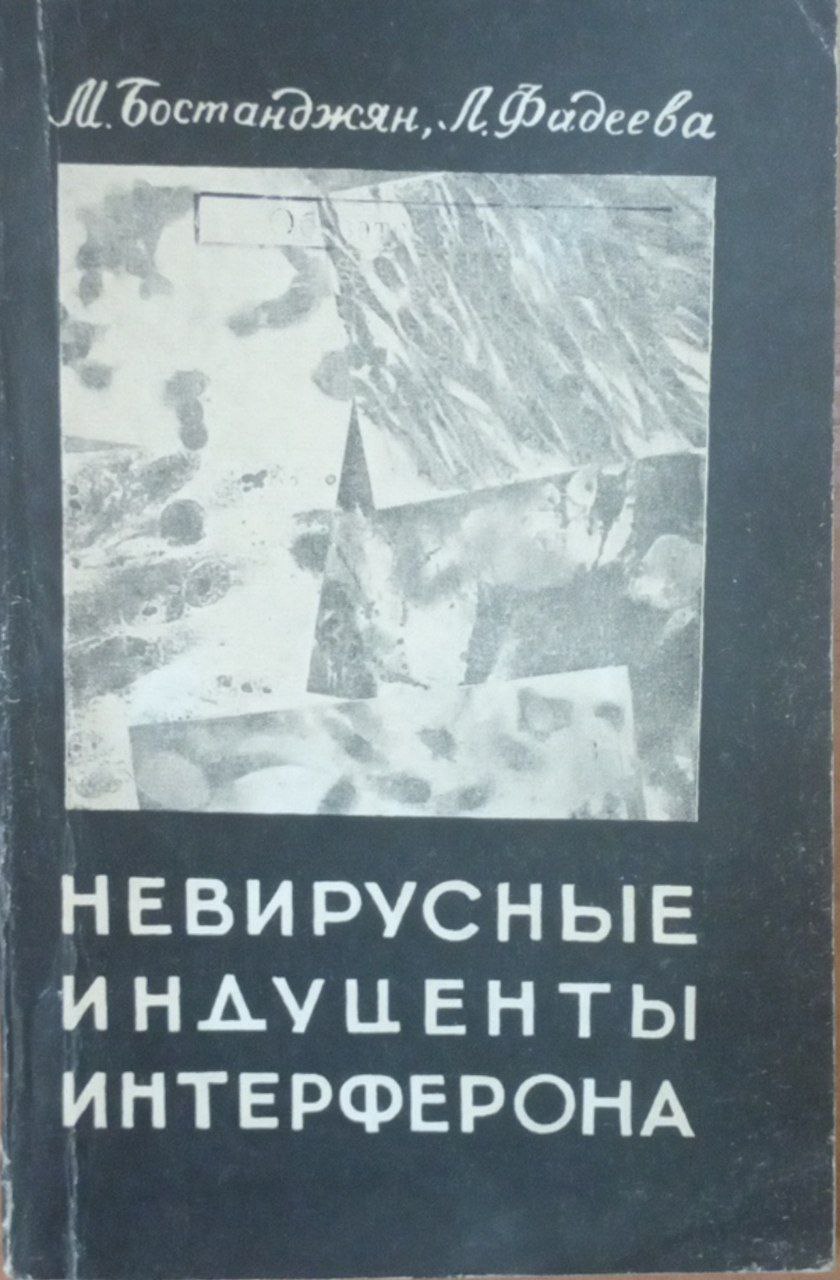 М. Бостанджян, Л. Фадеева
НЕВИРУСНЫЕ
ИНДУЦЕНТЫ
ИНТЕРФЕРОНА